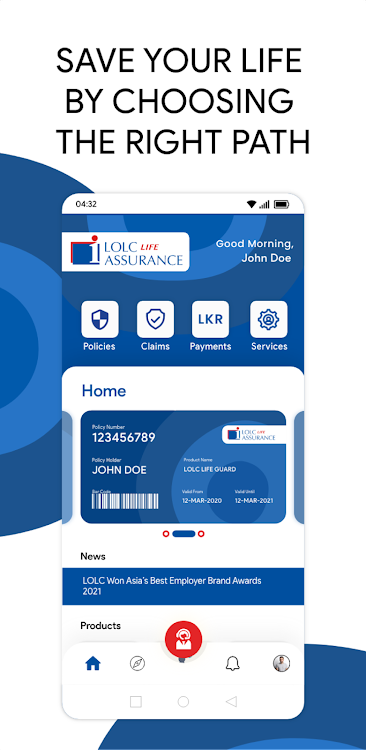 SAVE YOUR LIFE
BY CHOOSING
THE RIGHT PATH
04:32
LOLC LIFE
ASSURANCE
Good Morning,
John Doe
LKR
Policies Claims Payments Services
Home
Policy Number
123456789
LOLC LIFE
ASSURANCE
Policy Holder
JOHN DOE
Product Name
LOLC LIFE GUARD
Bar Code
Valid From
12-MAR-2020
Valid Until
12-MAR-2021
News
LOLC Won Asia's Best Employer Brand Awards
2021
Products